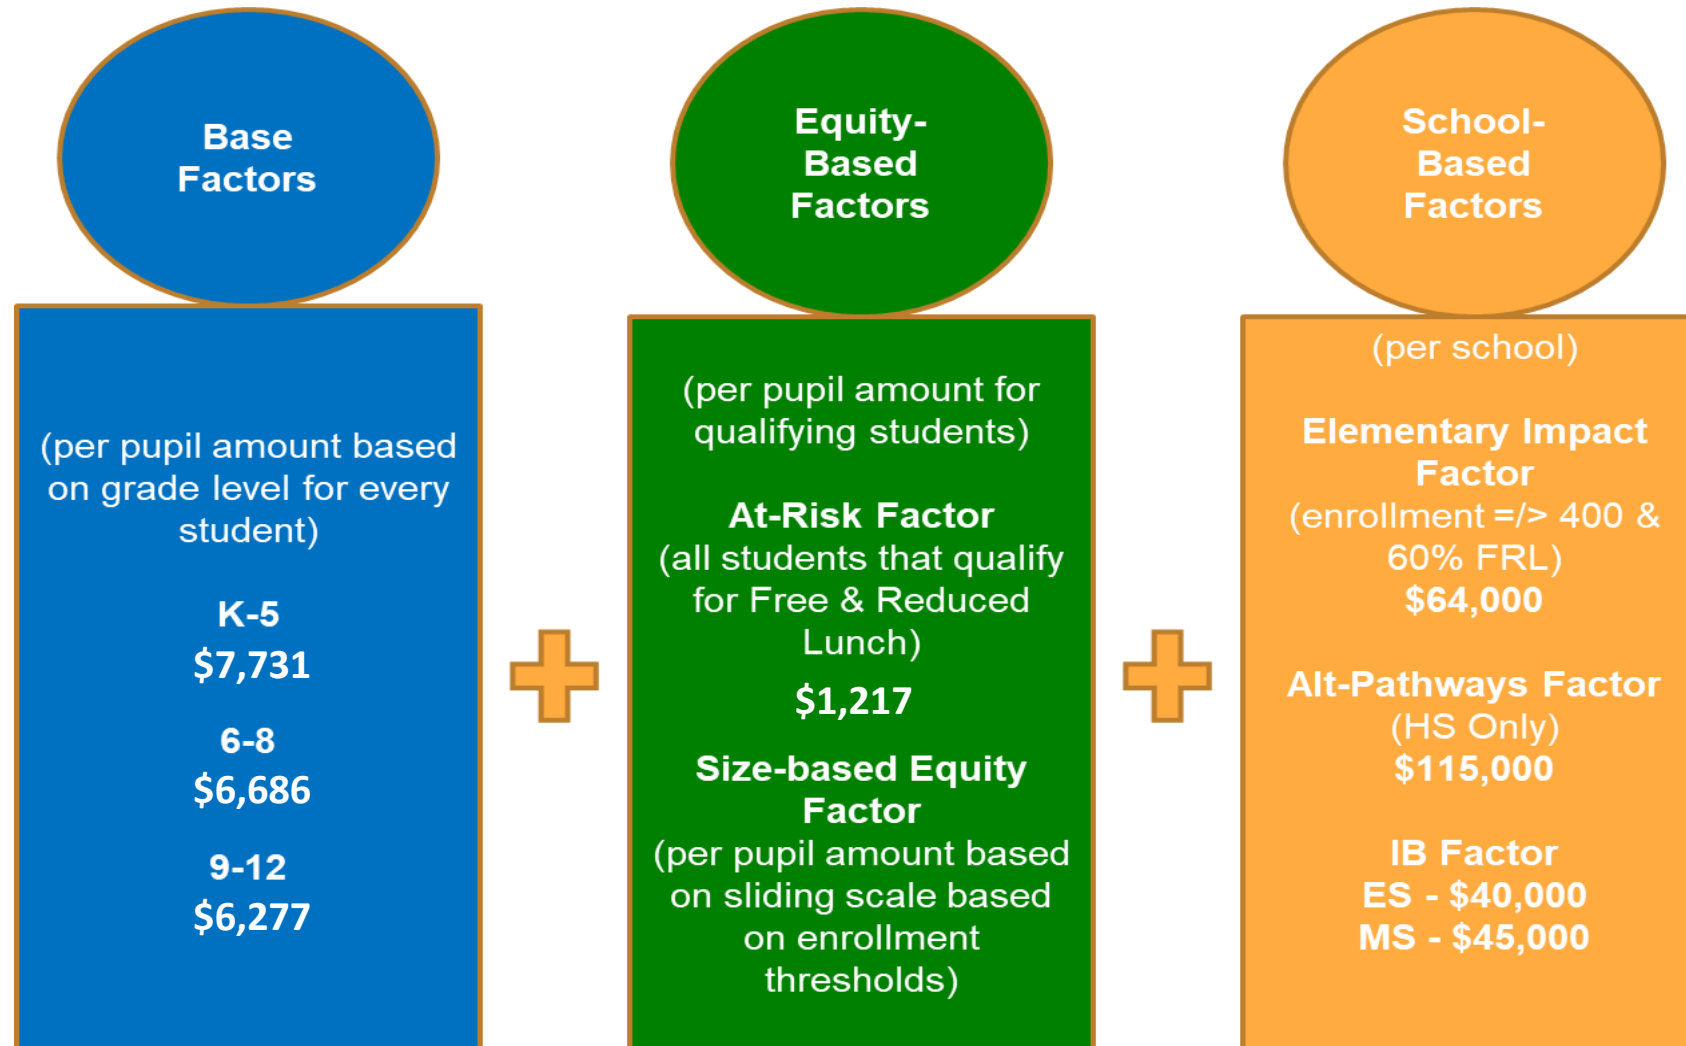 Base
Factors
(per pupil amount based
on grade level for every
student)
K-5
$7,731
6-8
$6,686
9-12
$6,277
Equity-
Based
Factors
(per pupil amount for
qualifying students)
At-Risk Factor
(all students that qualify
for Free & Reduced
Lunch)
$1,217
Size-based Equity
Factor
(per pupil amount based
on sliding scale based
on enrollment
thresholds)
School-
Based
Factors
(per school)
Elementary Impact
Factor
(enrollment =/> 400 &
60% FRL)
$64,000
Alt-Pathways Factor
(HS Only)
$115,000
IB Factor
ES - $40,000
MS - $45,000